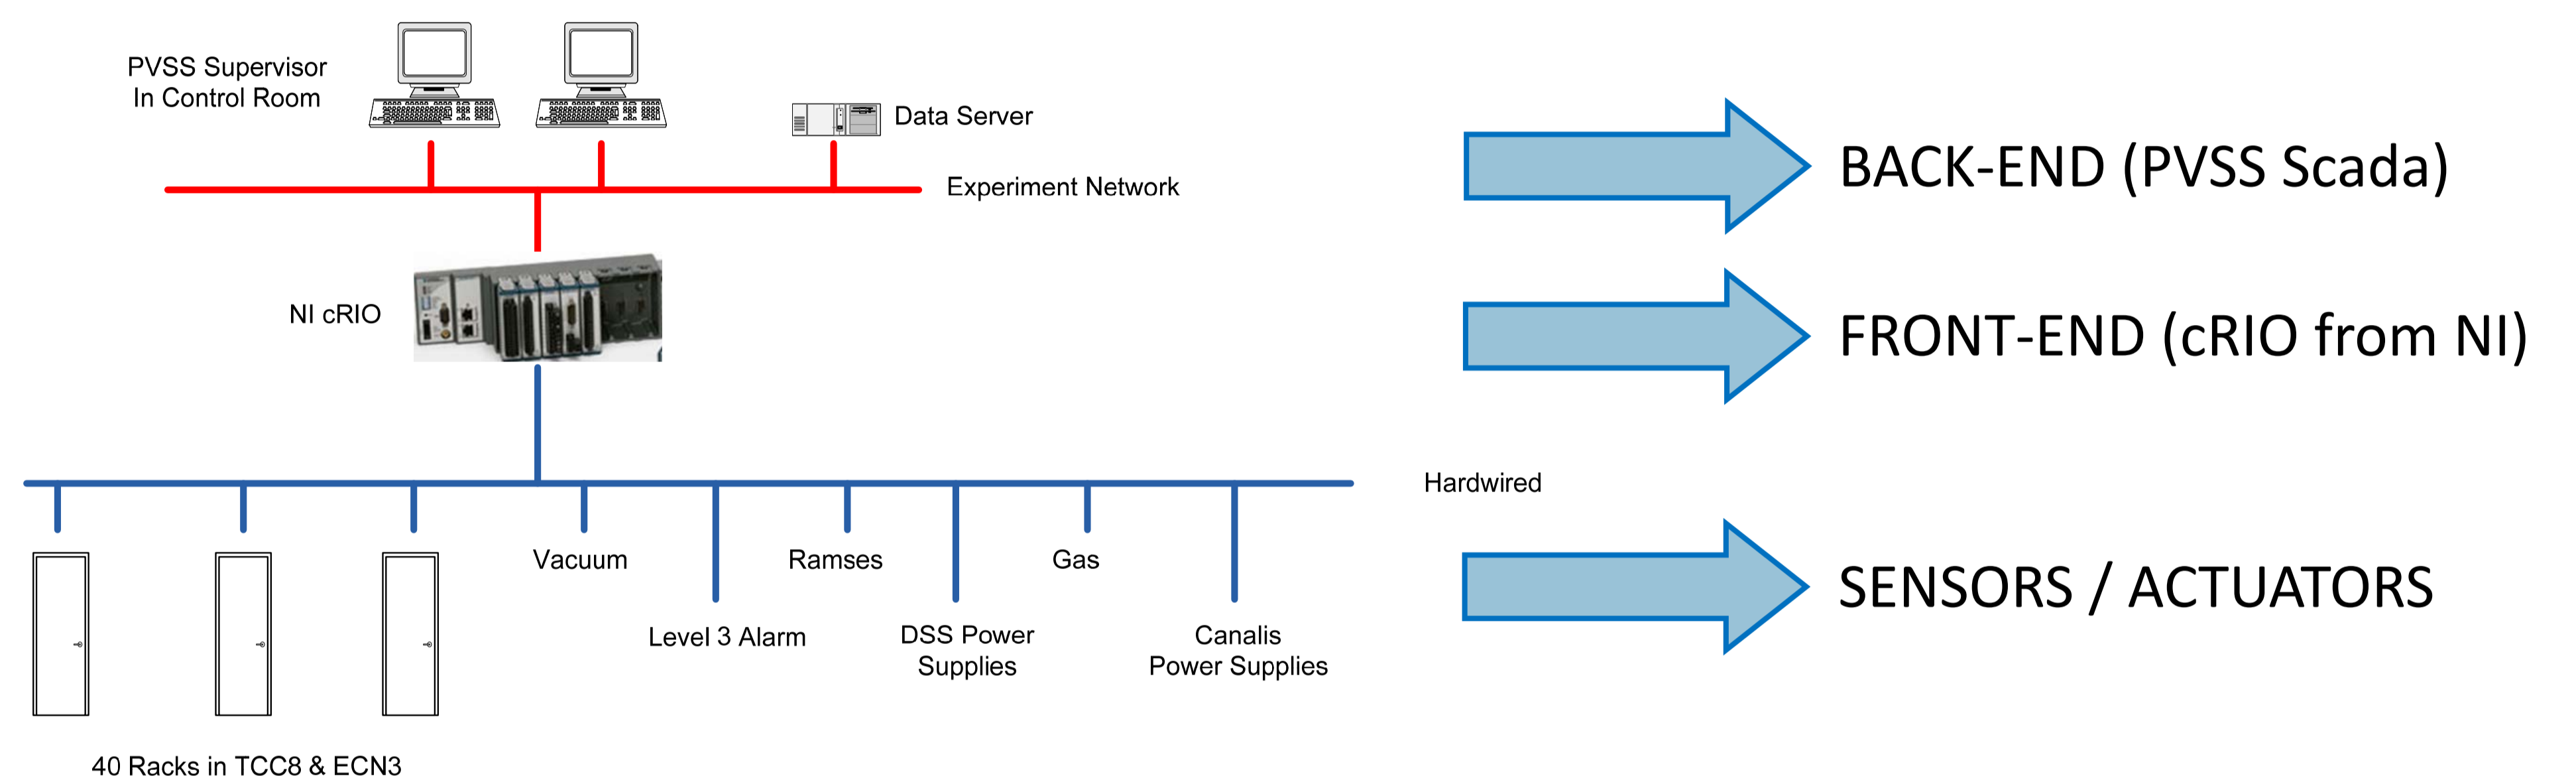 PVSS Supervisor
In Control Room
Data Server
Experiment Network
BACK-END (PVSS Scada)
NI cRIO
FRONT-END (cRIO from NI)
Hardwired
Vacuum
Ramses
Gas
Level 3 Alarm
DSS Power
Supplies
Canalis
Power Supplies
SENSORS / ACTUATORS
40 Racks in TCC8 & ECN3